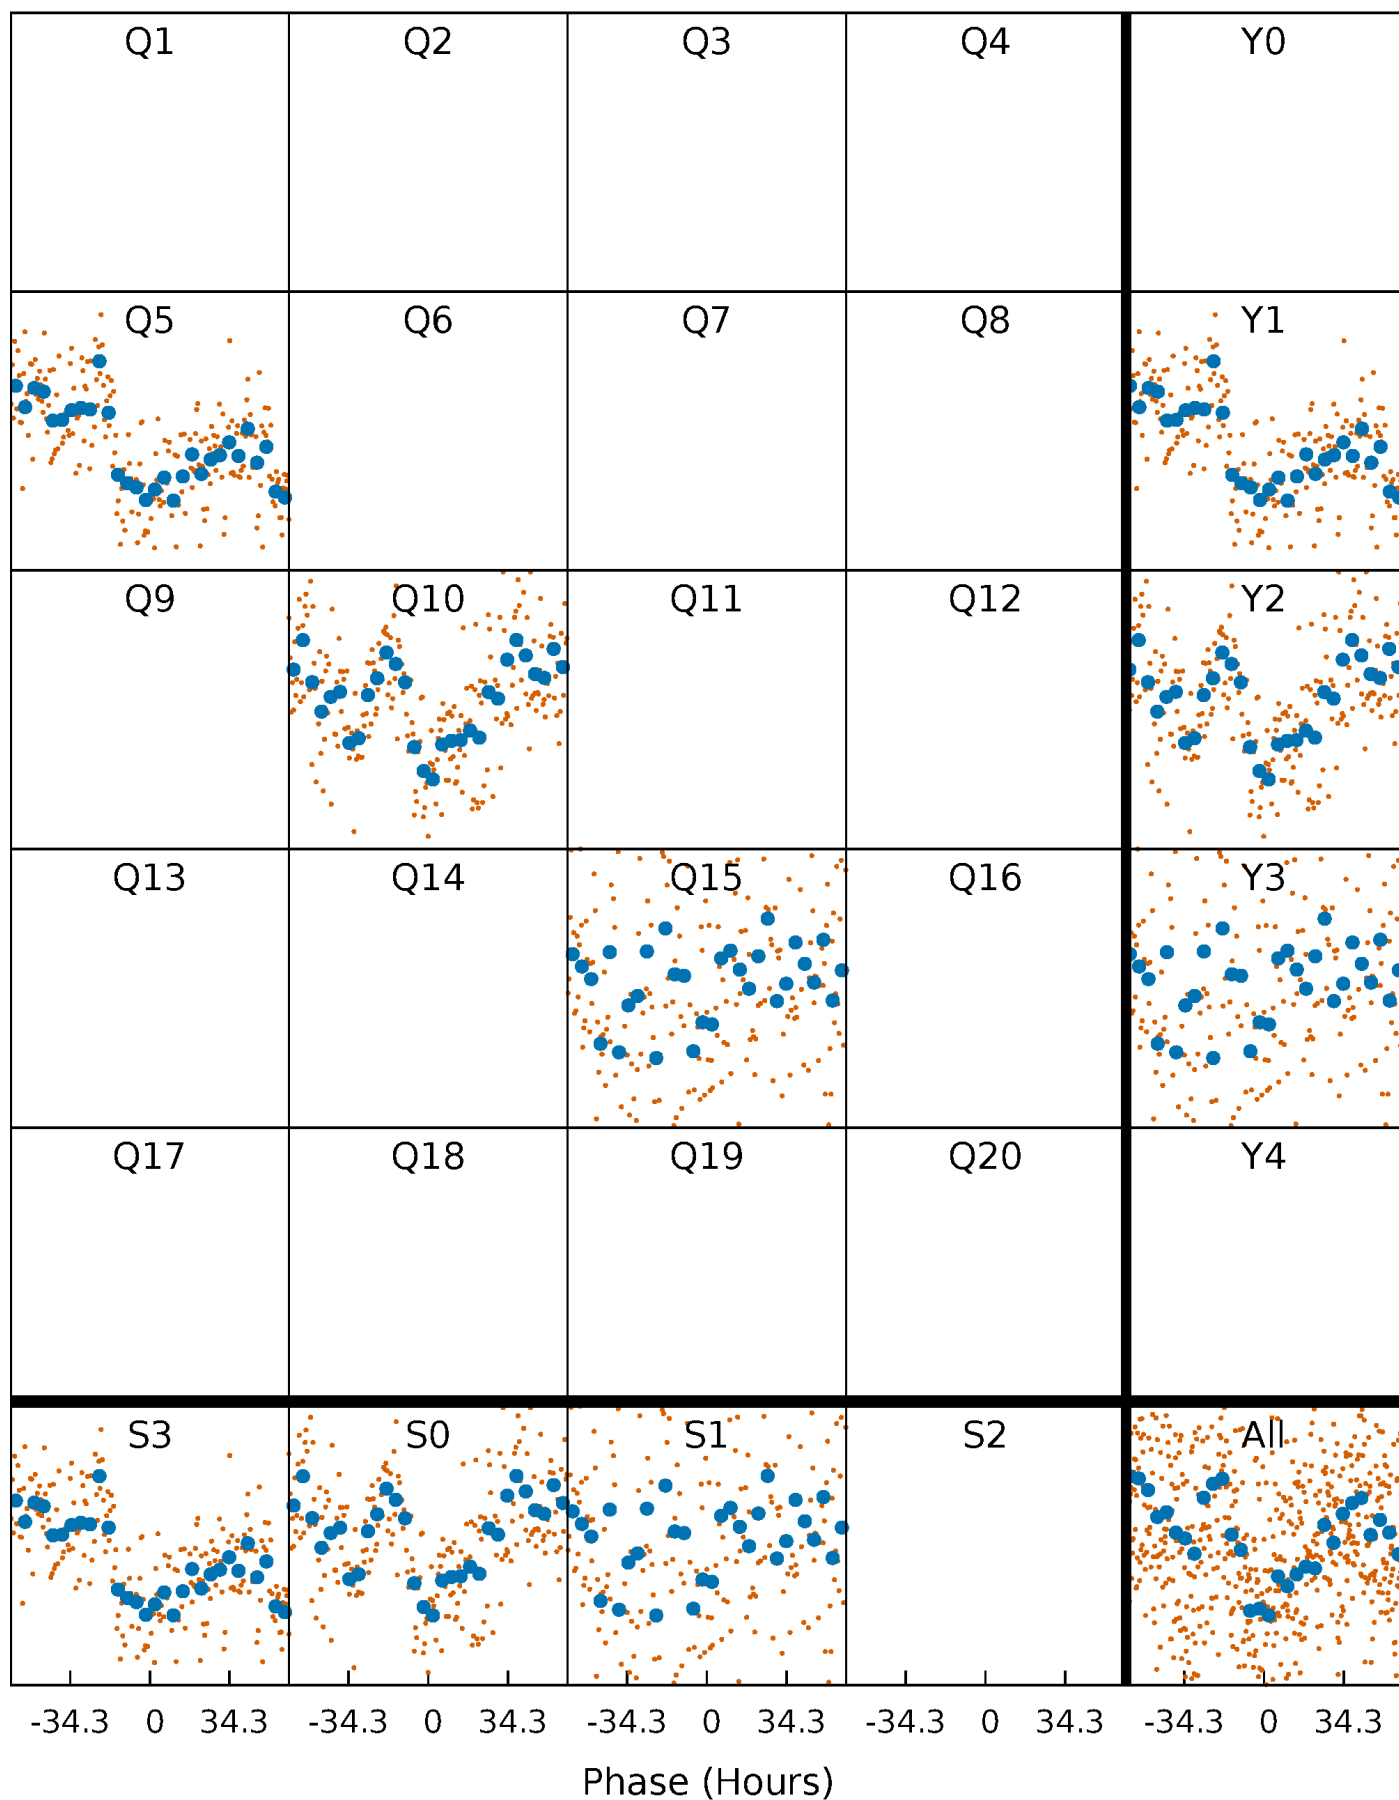 Q1 Q2 Q3 Q4 Y0
Q5 Q6 Q7 Q8 Y1
Q9 Q10 Q11 Q12 Y2
Q13 Q14 Q15 Q16 Y3
Q17 Q18 Q19 Q20 Y4
S3 S0 S1 S2 All
-34.3 0 34.3 -34.3 0 34.3 -34.3 0 34.3 -34.3 0 34.3 -34.3 0 34.3
Phase (Hours)